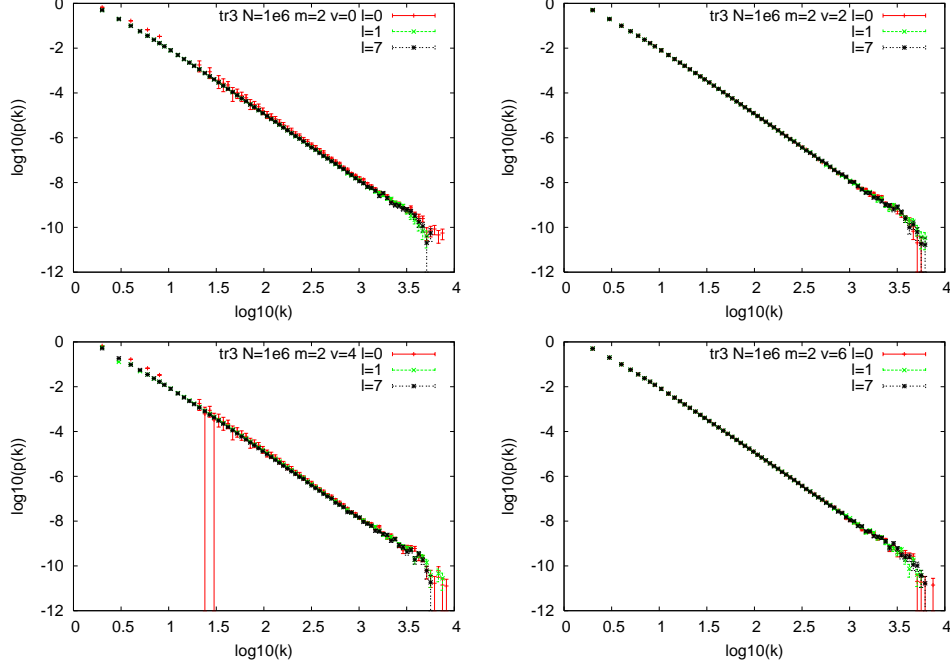 0
-2
-4
-6
-8
-10
-12
0 0.5 1 1.5 2 2.5 3 3.5 4
log10(p(k))
log10(k)
tr3 N=1e6 m=2 v=0 l=0
l=1
l=7
0
-2
-4
-6
-8
-10
-12
0 0.5 1 1.5 2 2.5 3 3.5 4
log10(p(k))
log10(k)
tr3 N=1e6 m=2 v=2 l=0
l=1
l=7
0
-2
-4
-6
-8
-10
-12
0 0.5 1 1.5 2 2.5 3 3.5 4
log10(p(k))
log10(k)
tr3 N=1e6 m=2 v=4 l=0
l=1
l=7
0
-2
-4
-6
-8
-10
-12
0 0.5 1 1.5 2 2.5 3 3.5 4
log10(p(k))
log10(k)
tr3 N=1e6 m=2 v=6 l=0
l=1
l=7